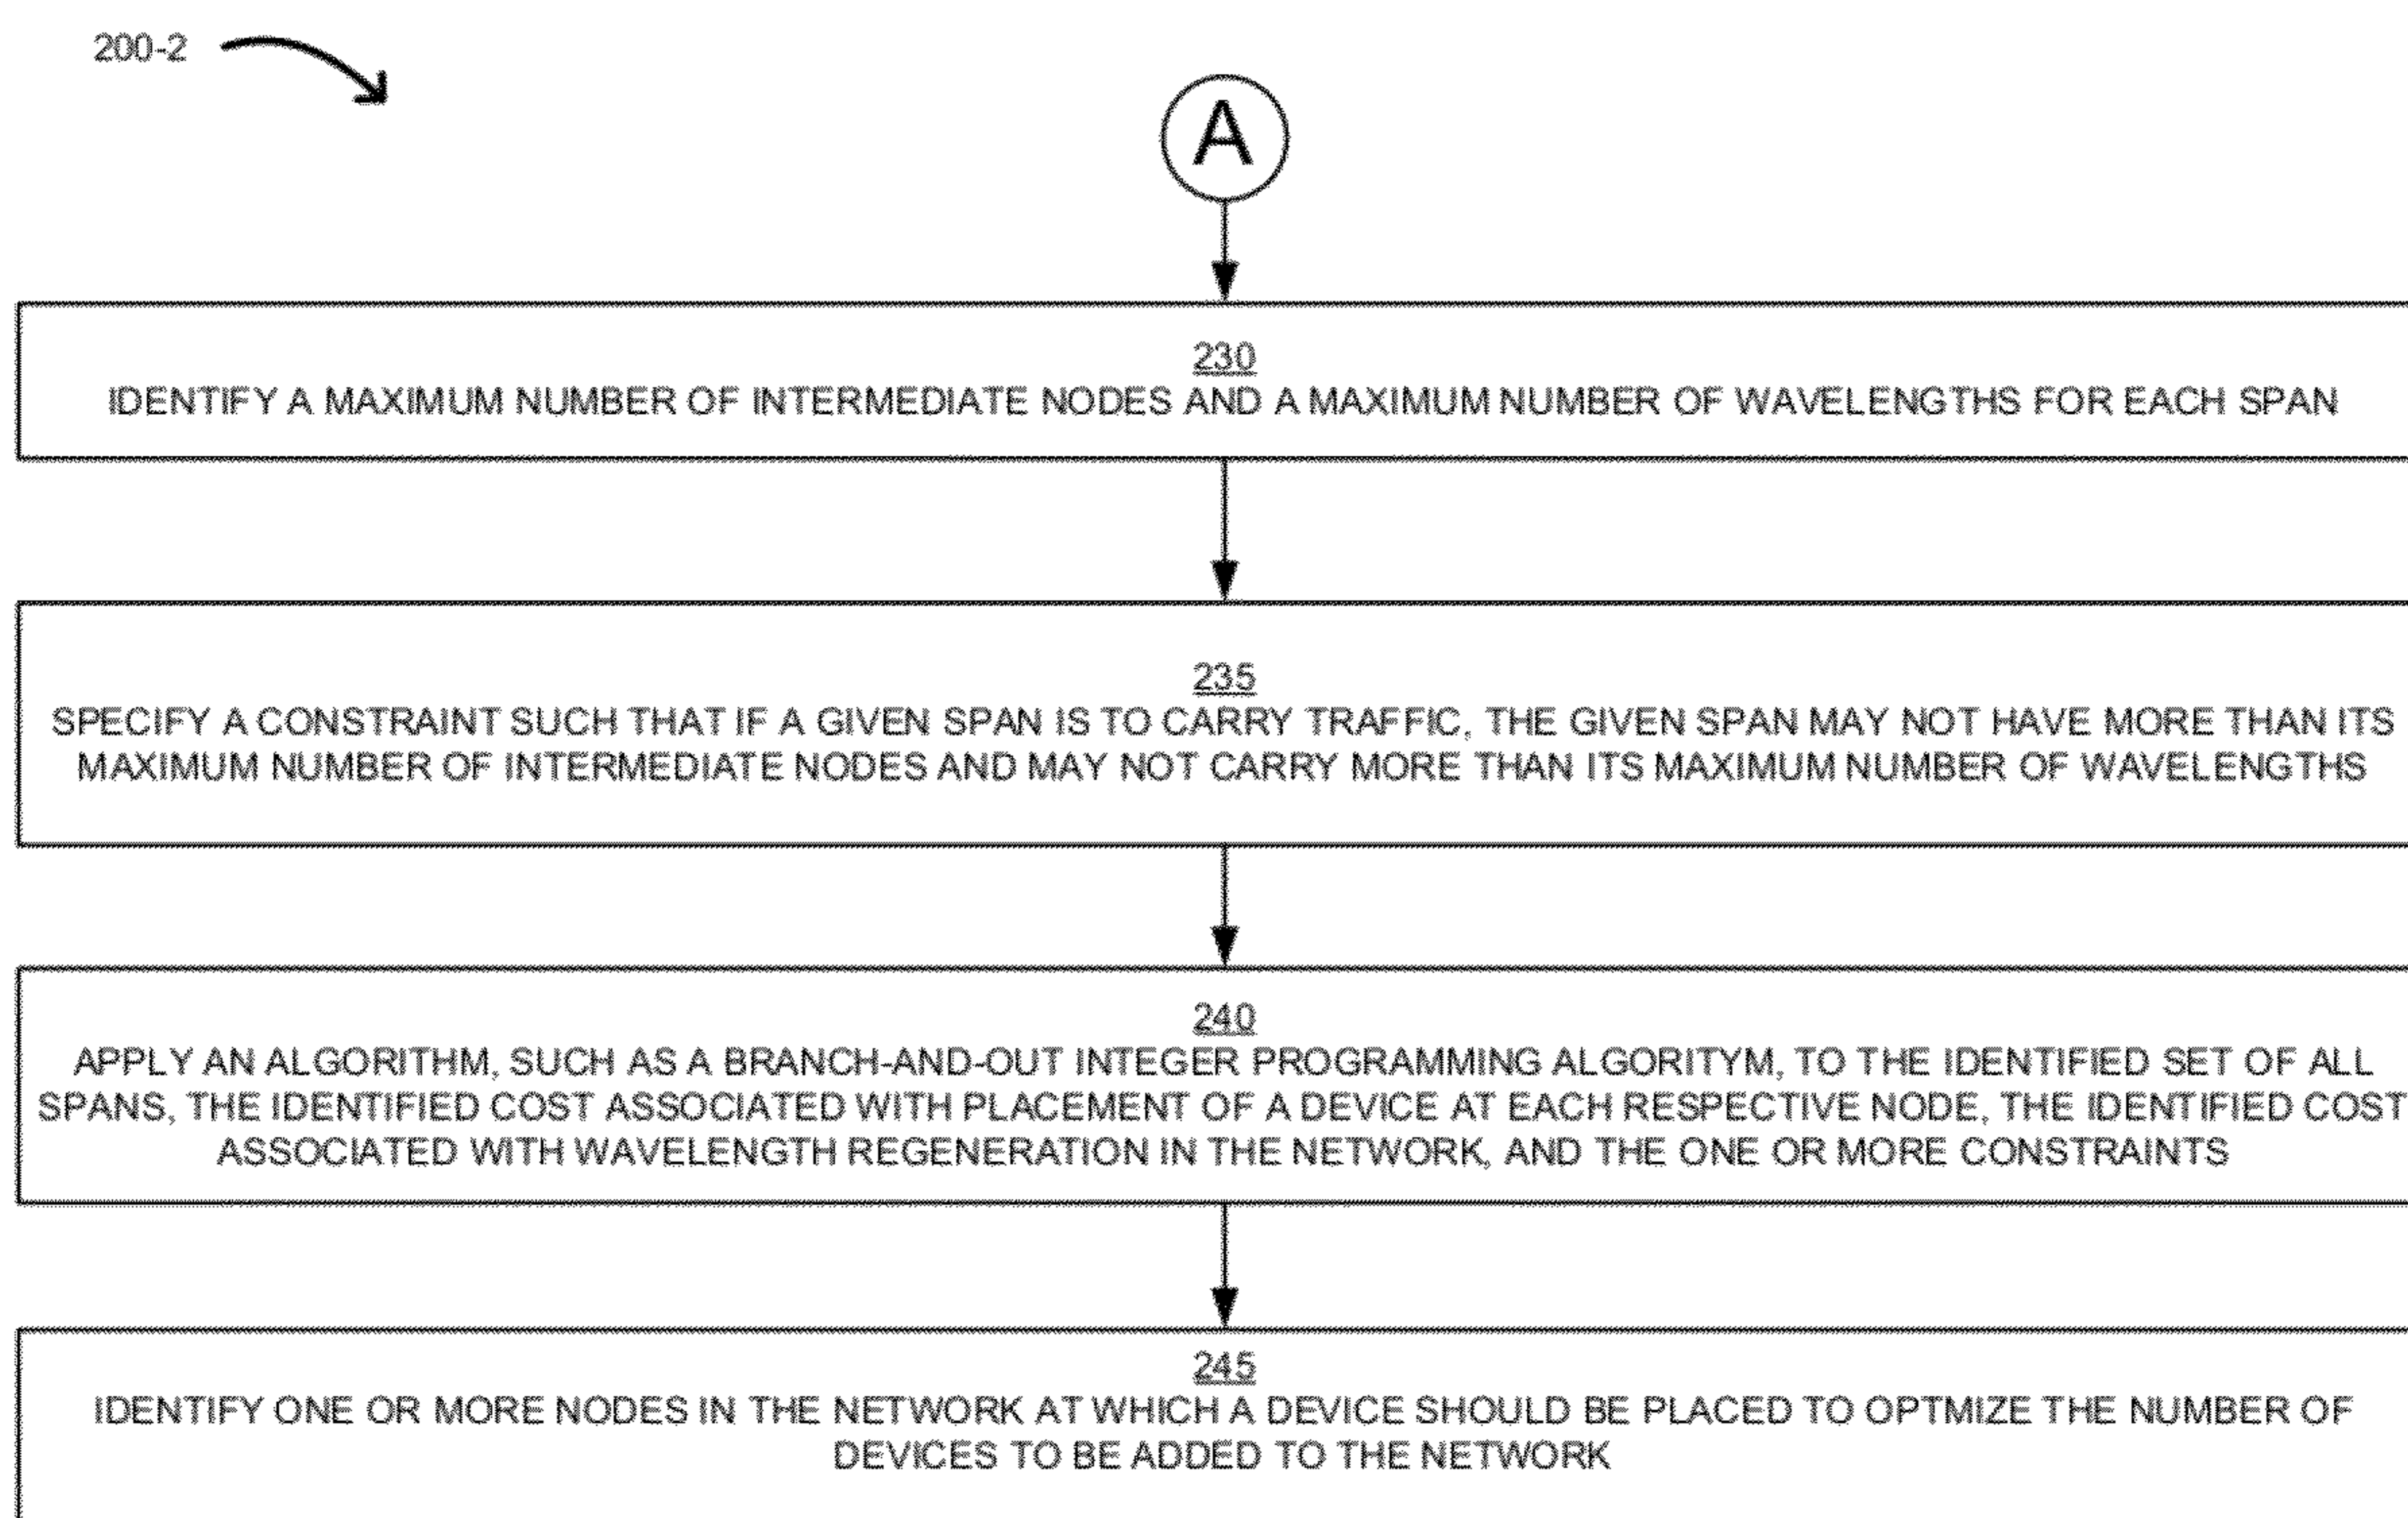 200-2
A
230
IDENTIFY A MAXIMUM NUMBER OF INTERMEDIATE NODES AND A MAXIMUM NUMBER OF WAVELENGTHS FOR EACH SPAN
235
SPECIFY A CONSTRAINT SUCH THAT IF A GIVEN SPAN IS TO CARRY TRAFFIC, THE GIVEN SPAN MAY NOT HAVE MORE THAN ITS
MAXIMUM NUMBER OF INTERMEDIATE NODES AND MAY NOT CARRY MORE THAN ITS MAXIMUM NUMBER OF WAVELENGTHS
240
APPLY AN ALGORITHM, SUCH AS A BRANCH-AND-OUT INTEGER PROGRAMMING ALGORITYM, TO THE IDENTIFIED SET OF ALL
SPANS, THE IDENTIFIED COST ASSOCIATED WITH PLACEMENT OF A DEVICE AT EACH RESPECTIVE NODE, THE IDENTIFIED COST
ASSOCIATED WITH WAVELENGTH REGENERATION IN THE NETWORK, AND THE ONE OR MORE CONSTRAINTS
245
IDENTIFY ONE OR MORE NODES IN THE NETWORK AT WHICH A DEVICE SHOULD BE PLACED TO OPTMIZE THE NUMBER OF
DEVICES TO BE ADDED TO THE NETWORK